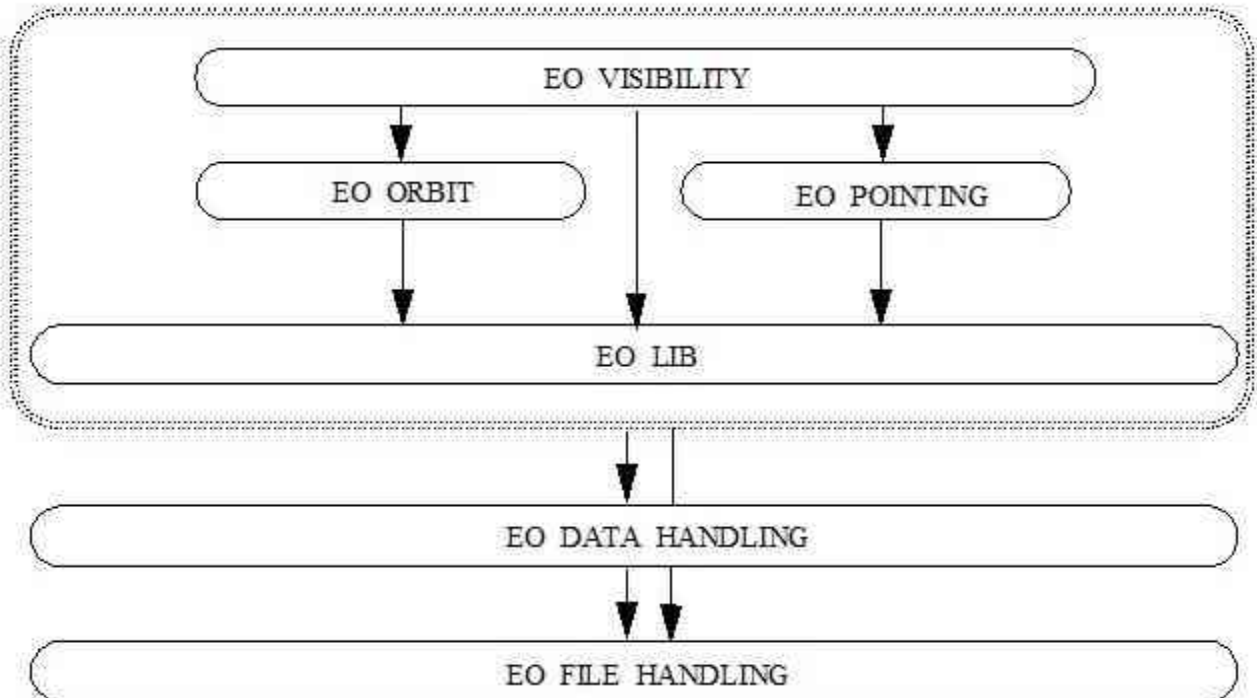 EO VISIBILITY
EO ORBIT
EO POINTING
EO LIB
EO DATA HANDLING
EO FILE HANDLING